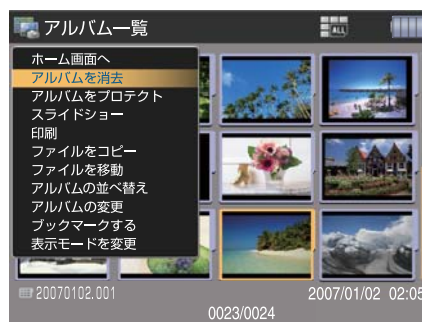 アルバム一覧
ALL
ホーム画面へ
アルバムを消去
アルバムをプロテクト
スライドショー
印刷
ファイルをコピー
ファイルを移動
アルバムの並べ替え
アルバムの変更
ブックマークする
表示モードを変更
20070102.001
2007/01/02 02:05
0023/0024